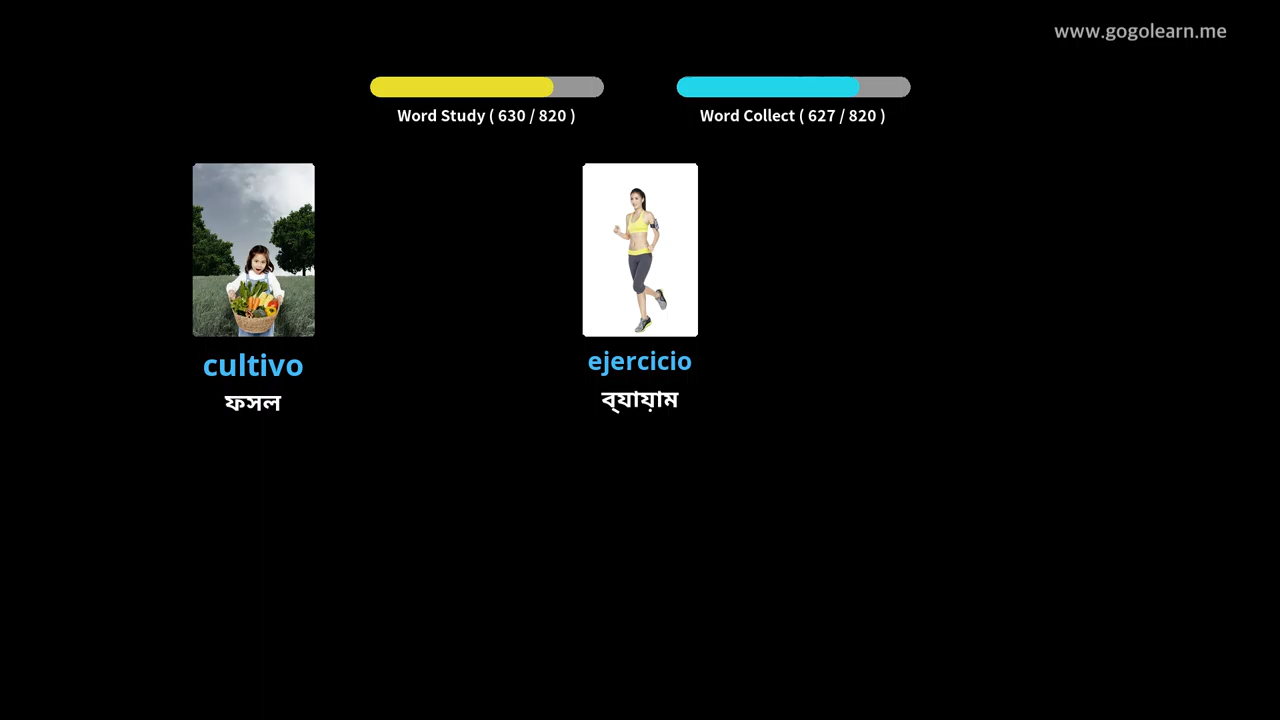 www.gogolearn.me
Word Study ( 630 / 820 )
Word Collect ( 627 / 820 )
cultivo
ফসল
ejercicio
ব্যায়াম